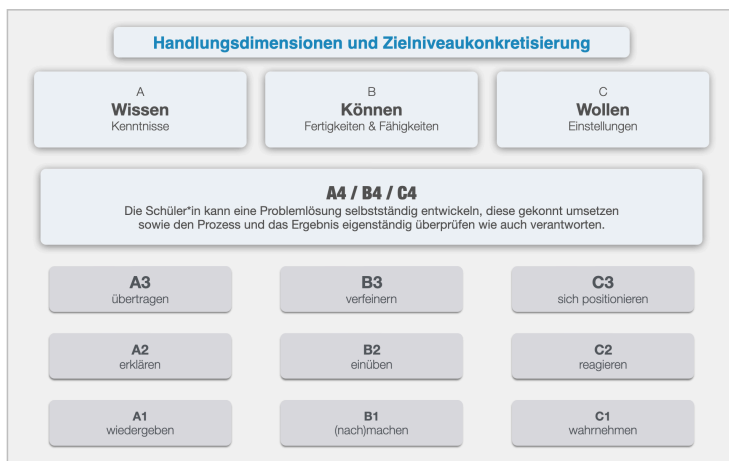 Handlungsdimensionen und Zielniveaukonkretisierung
A
Wissen
Kenntnisse
B
Können
Fertigkeiten & Fähigkeiten
C
Wollen
Einstellungen
A4 / B4 / C4
Die Schüler*in kann eine Problemlösung selbstständig entwickeln, diese gekonnt umsetzen
sowie den Prozess und das Ergebnis eigenständig überprüfen wie auch verantworten.
A3
übertragen
B3
verfeinern
C3
sich positionieren
A2
erklären
B2
einüben
C2
reagieren
A1
wiedergeben
B1
(nach)machen
C1
wahrnehmen